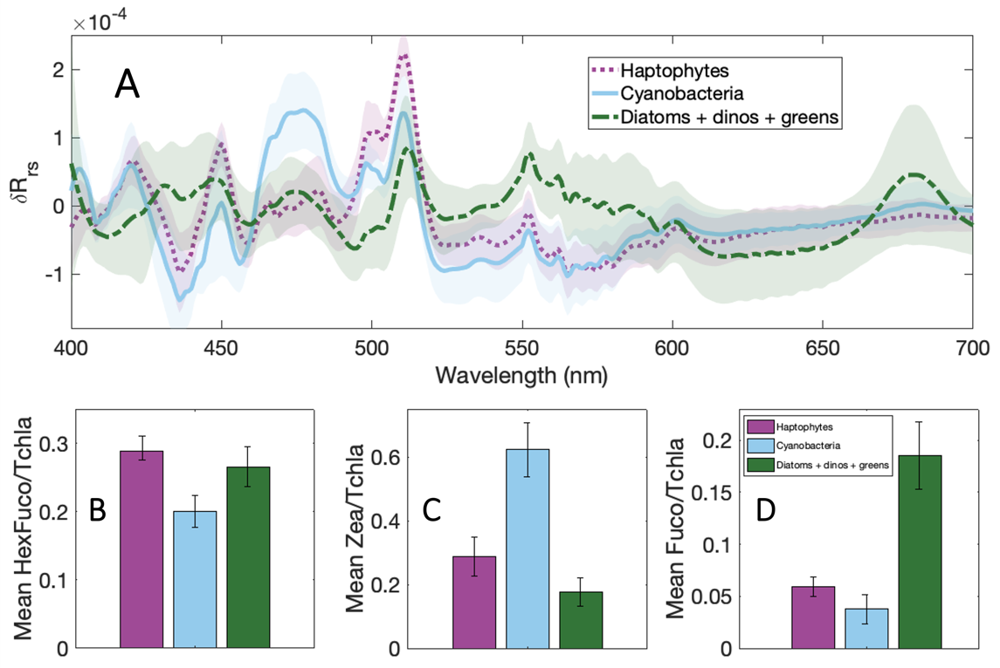 ×10⁻⁴
A
Haptophytes
Cyanobacteria
Diatoms + dinos + greens
δRrs
2
1
0
-1
400
450
500
550
600
650
700
Wavelength (nm)
Mean HexFuco/Tchla
0.3
0.2
0.1
0
B
Mean Zea/Tchla
0.6
0.4
0.2
0
C
Mean Fuco/Tchla
0.2
0.15
0.1
0.05
0
Haptophytes
Cyanobacteria
Diatoms + dinos + greens
D